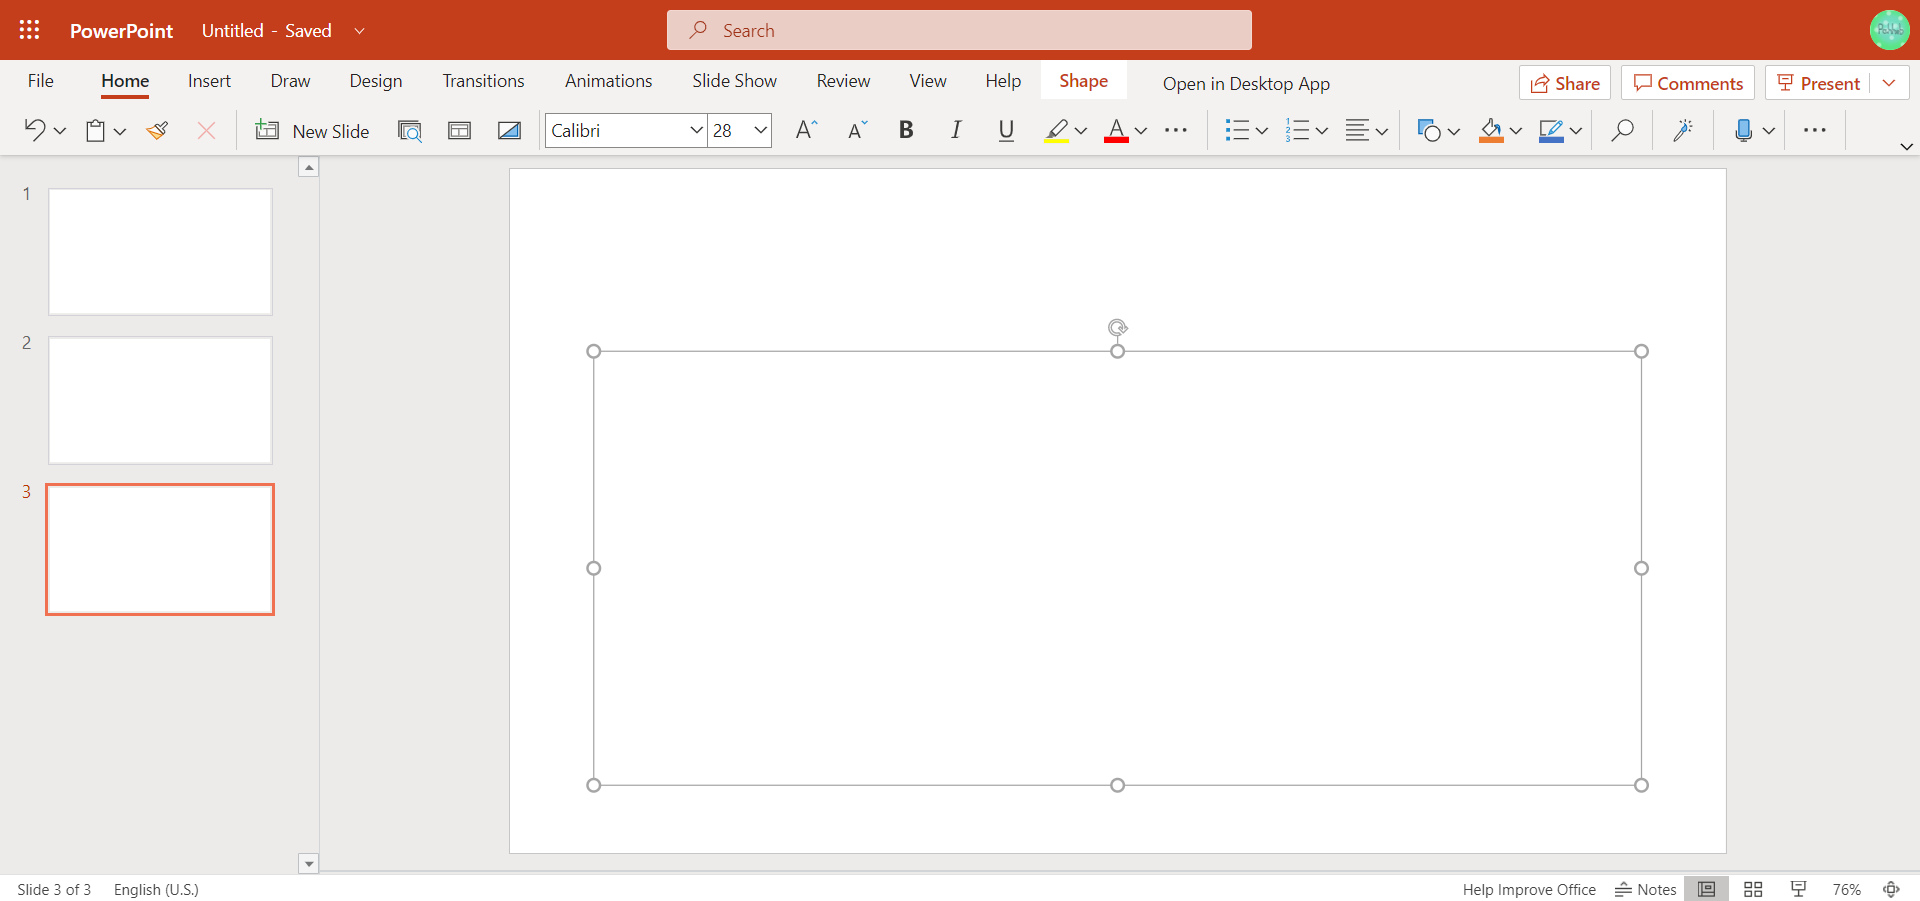 PowerPoint Untitled - Saved
Search
File Home Insert Draw Design Transitions Animations Slide Show Review View Help Shape Open in Desktop App Share Comments Present
New Slide Calibri 28
1
2
3
Slide 3 of 3 English (U.S.) Help Improve Office Notes 76%